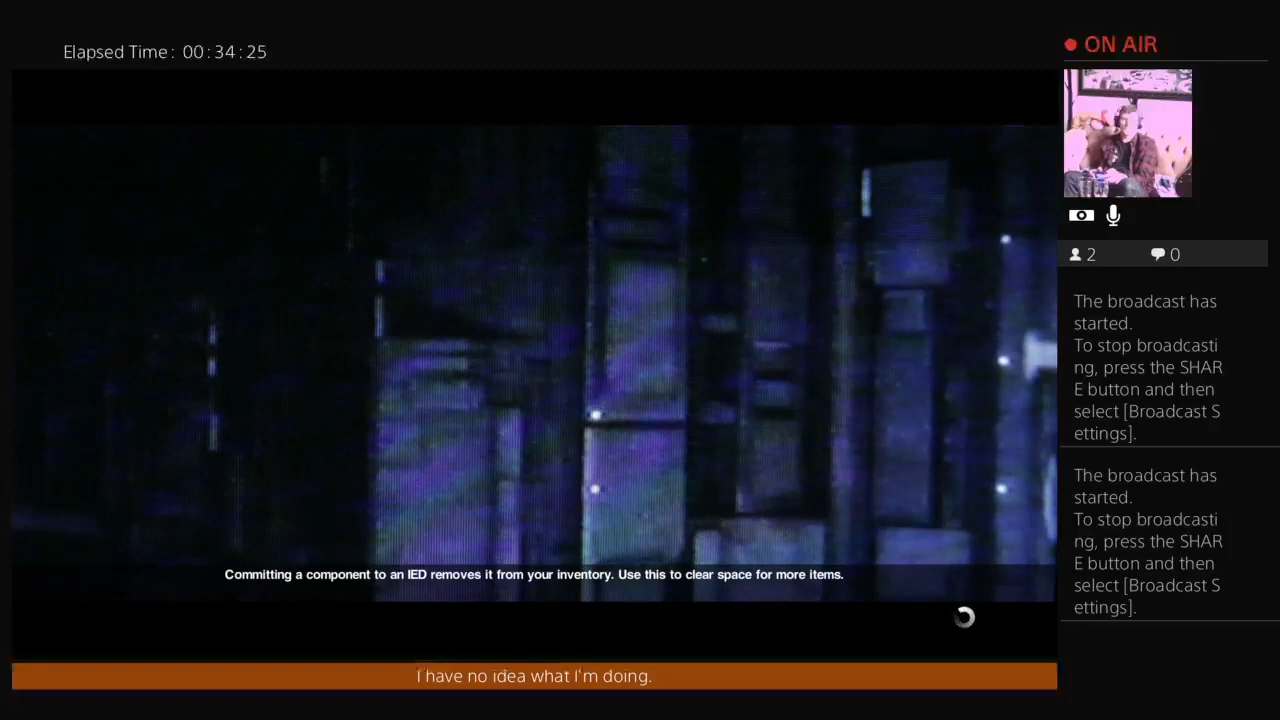 Elapsed Time: 00:34:25
ON AIR
2 0
The broadcast has
started.
To stop broadcasti
ng, press the SHAR
E button and then
select [Broadcast S
ettings].
The broadcast has
started.
To stop broadcasti
ng, press the SHAR
E button and then
select [Broadcast S
ettings].
Committing a component to an IED removes it from your inventory. Use this to clear space for more items.
I have no idea what I'm doing.